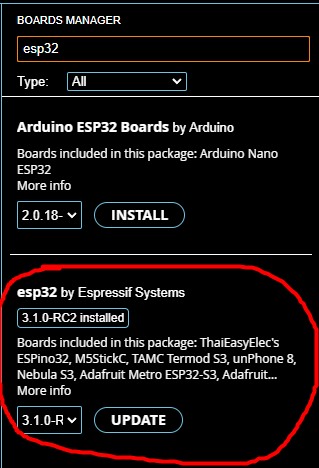 BOARDS MANAGER
esp32
Type: All
Arduino ESP32 Boards by Arduino
Boards included in this package: Arduino Nano
ESP32
More info
2.0.18- INSTALL
esp32 by Espressif Systems
3.1.0-RC2 installed
Boards included in this package: ThaiEasyElec's
ESPino32, M5StickC, TAMC Termod S3, unPhone 8,
Nebula S3, Adafruit Metro ESP32-S3, Adafruit...
More info
3.1.0-R UPDATE